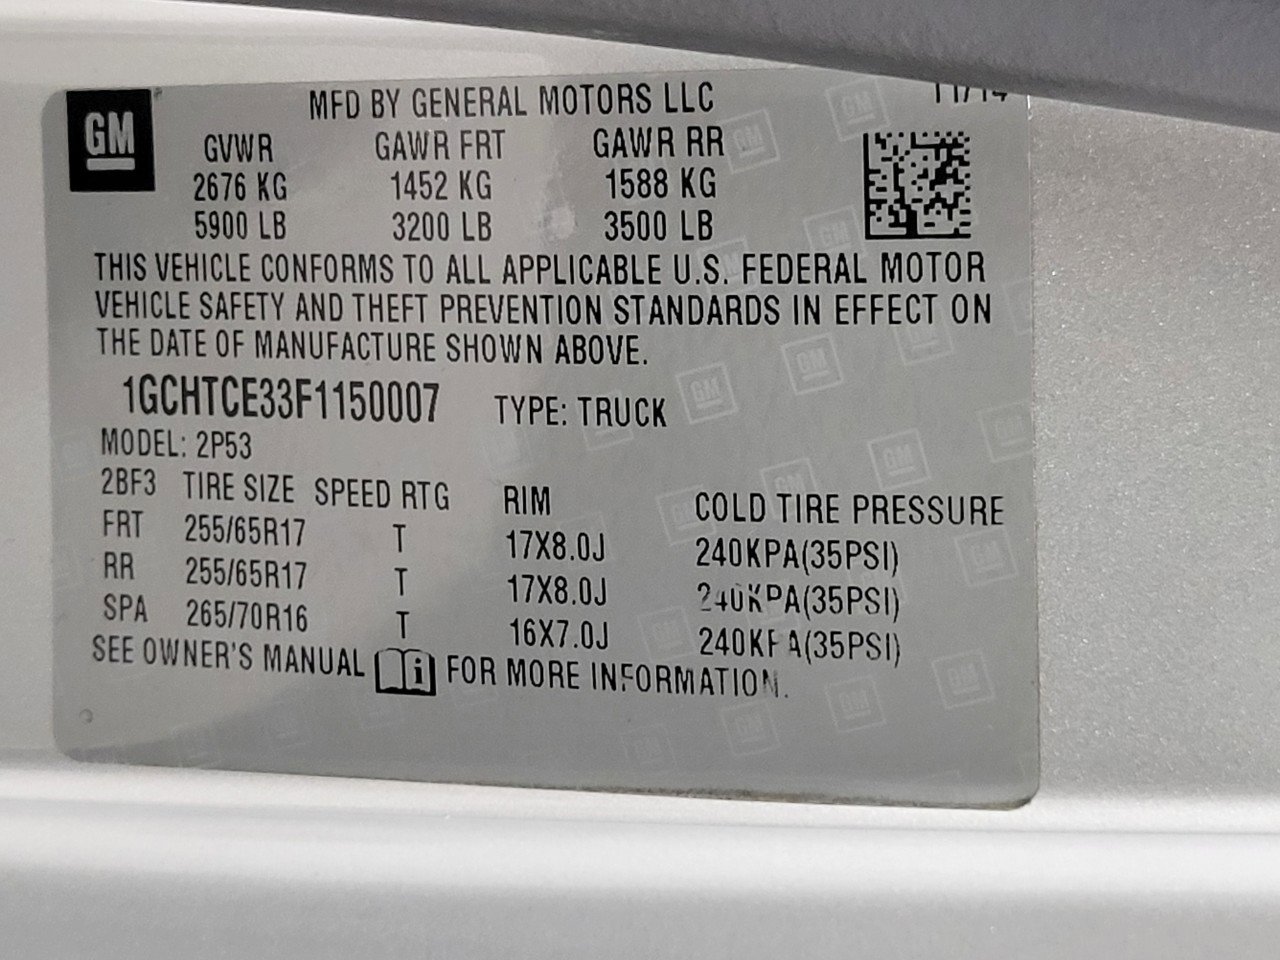 GM
MFD BY GENERAL MOTORS LLC 11/14
GVWR GAWR FRT GAWR RR
2676 KG 1452 KG 1588 KG
5900 LB 3200 LB 3500 LB
THIS VEHICLE CONFORMS TO ALL APPLICABLE U.S. FEDERAL MOTOR
VEHICLE SAFETY AND THEFT PREVENTION STANDARDS IN EFFECT ON
THE DATE OF MANUFACTURE SHOWN ABOVE.
1GCHTCE33F1150007 TYPE: TRUCK
MODEL: 2P53
2BF3 TIRE SIZE SPEED RTG RIM COLD TIRE PRESSURE
FRT 255/65R17 T 17X8.0J 240KPA(35PSI)
RR 255/65R17 T 17X8.0J 240KPA(35PSI)
SPA 265/70R16 T 16X7.0J 240KPA(35PSI)
SEE OWNER'S MANUAL i FOR MORE INFORMATION.